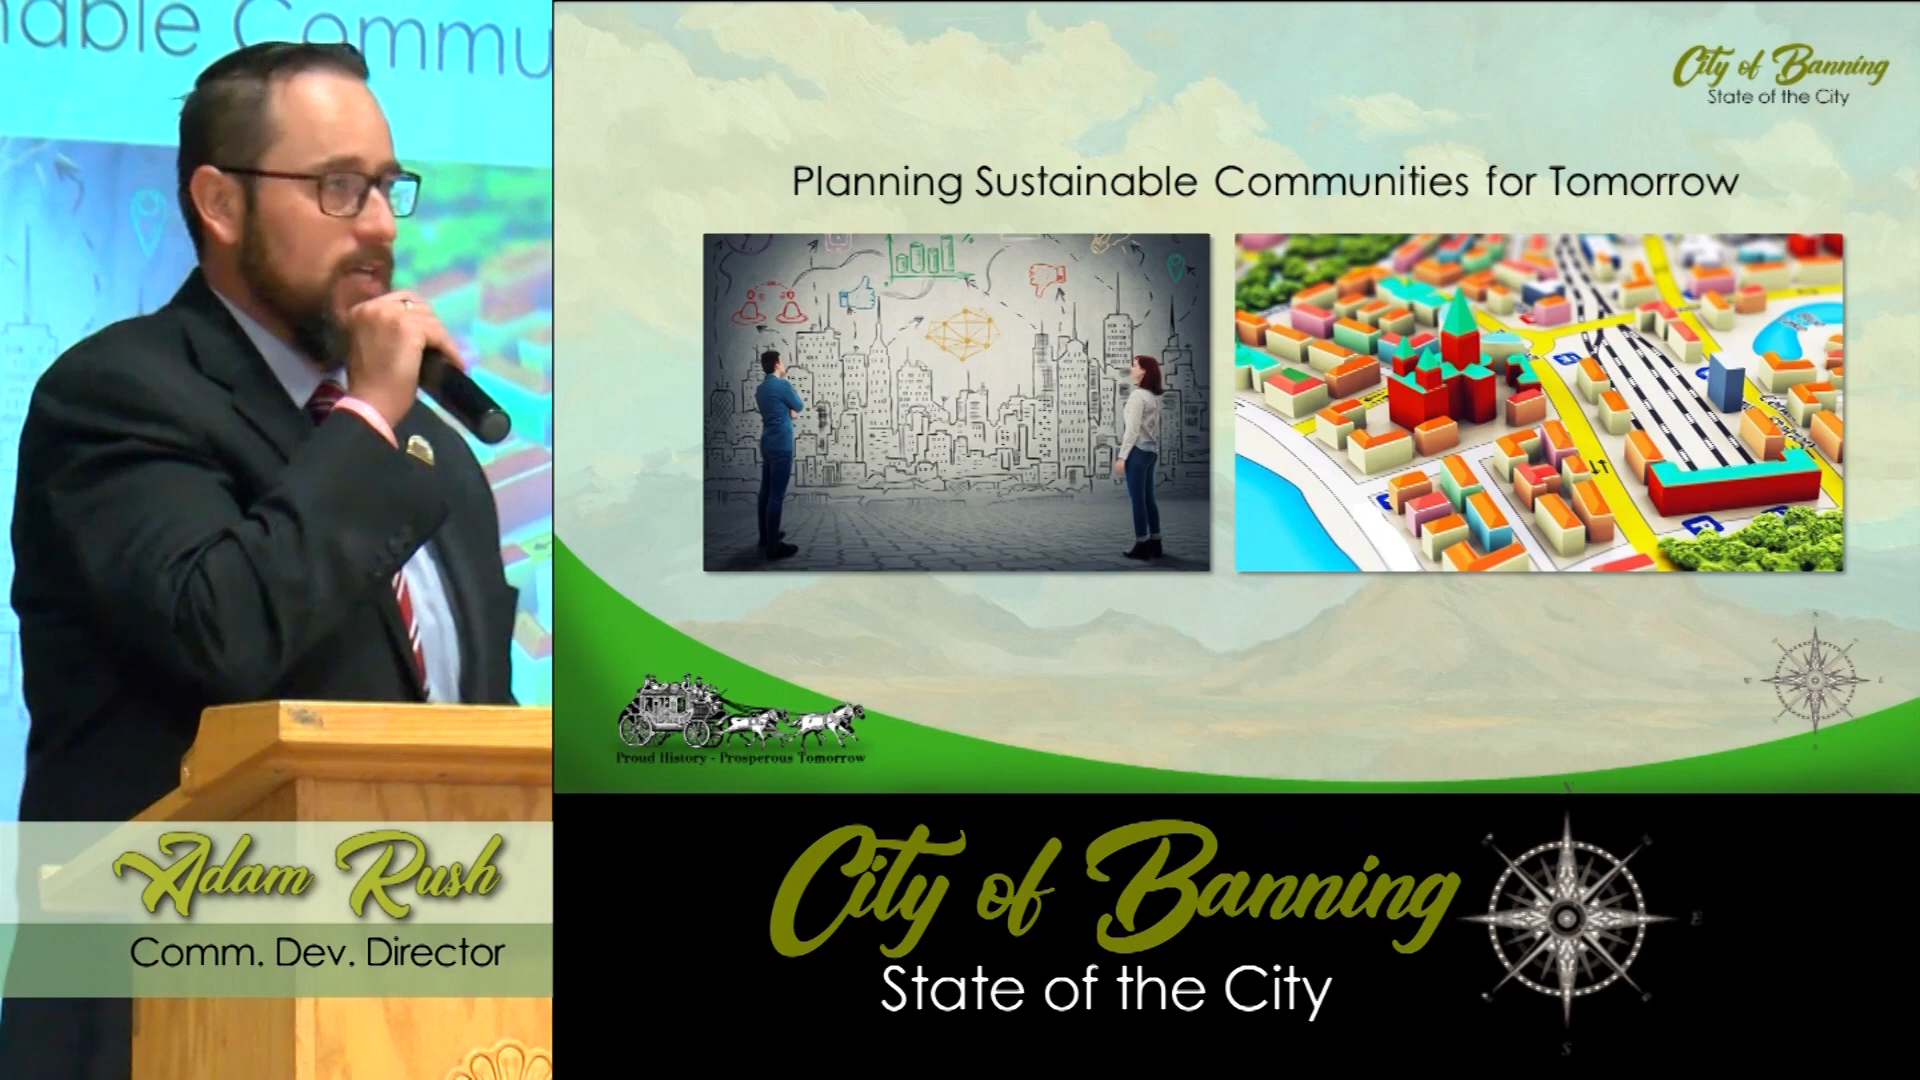 nable Commu
City of Banning
State of the City
Planning Sustainable Communities for Tomorrow
Proud History - Prosperous Tomorrow
Adam Rush
Comm. Dev. Director
City of Banning
State of the City
E
S